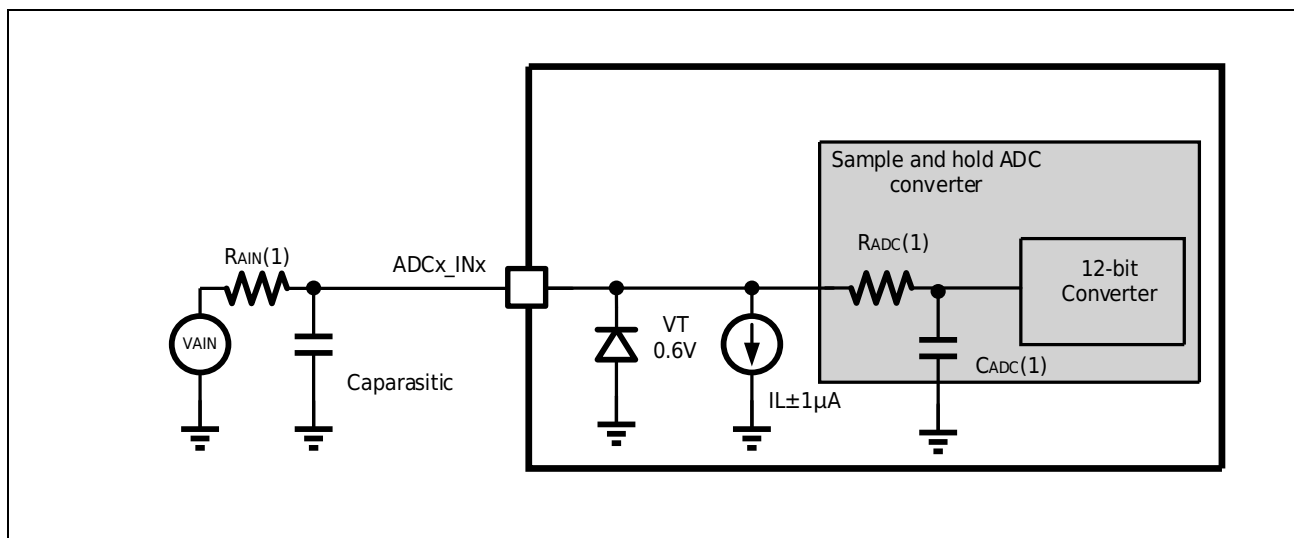 Sample and hold ADC
converter
RAIN(1)
ADCx_INx
RADC(1)
12-bit
Converter
VAIN
VT
0.6V
Caparasitic
IL±1μA
CADC(1)